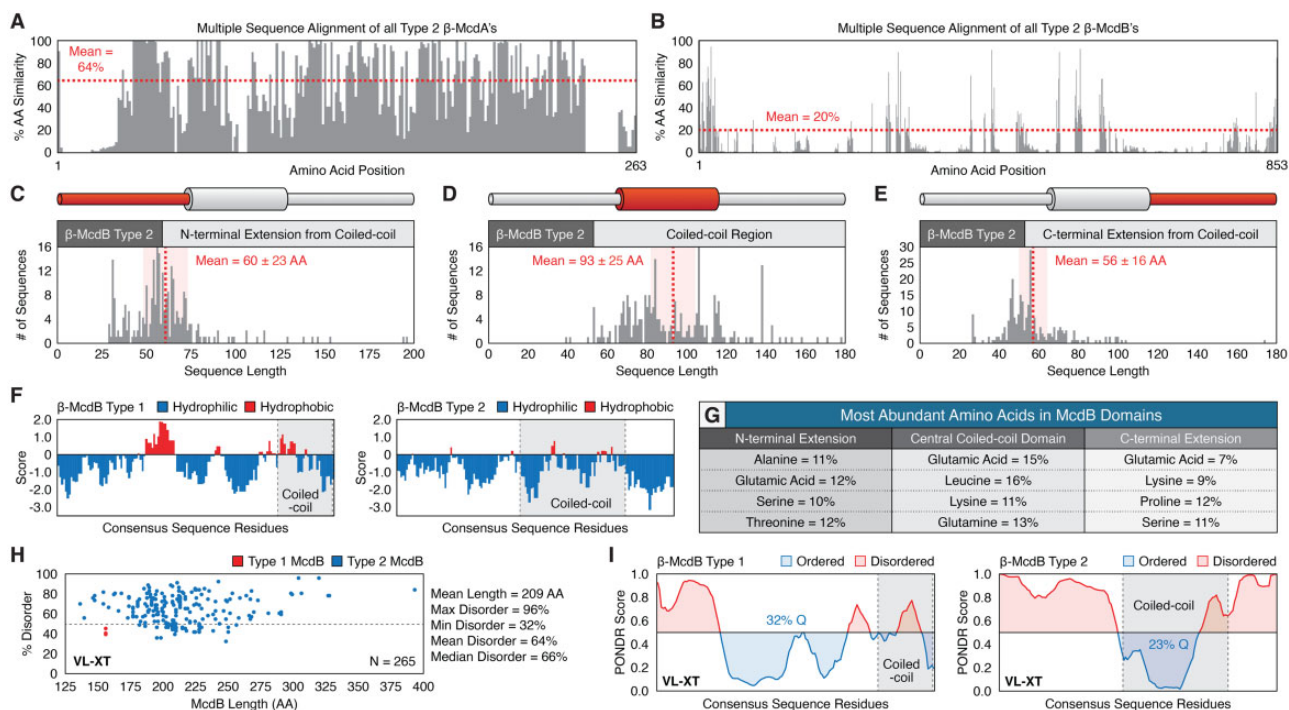 A
Multiple Sequence Alignment of all Type 2 β-McdA's
% AA Similarity
100
80
60
40
20
0
Mean =
64%
1
Amino Acid Position
263
B
Multiple Sequence Alignment of all Type 2 β-McdB's
% AA Similarity
100
80
60
40
20
0
Mean = 20%
1
Amino Acid Position
853
C
β-McdB Type 2
N-terminal Extension from Coiled-coil
# of Sequences
16
12
8
4
0
Mean = 60 ± 23 AA
0 25 50 75 100 125 150 175 200
Sequence Length
D
β-McdB Type 2
Coiled-coil Region
# of Sequences
16
12
8
4
0
Mean = 93 ± 25 AA
0 20 40 60 80 100 120 140 160 180
Sequence Length
E
β-McdB Type 2
C-terminal Extension from Coiled-coil
# of Sequences
30
25
20
15
10
5
0
Mean = 56 ± 16 AA
0 20 40 60 80 100 120 140 160 180
Sequence Length
F
β-McdB Type 1 Hydrophilic Hydrophobic
Score
2.0
1.0
0.0
-1.0
-2.0
-3.0
Coiled
-coil
Consensus Sequence Residues
β-McdB Type 2 Hydrophilic Hydrophobic
Score
2.0
1.0
0.0
-1.0
-2.0
-3.0
Coiled-coil
Consensus Sequence Residues
G
Most Abundant Amino Acids in McdB Domains
N-terminal Extension Central Coiled-coil Domain C-terminal Extension
Alanine = 11% Glutamic Acid = 15% Glutamic Acid = 7%
Glutamic Acid = 12% Leucine = 16% Lysine = 9%
Serine = 10% Lysine = 11% Proline = 12%
Threonine = 12% Glutamine = 13% Serine = 11%
H
Type 1 McdB Type 2 McdB
% Disorder
100
80
60
40
20
0
VL-XT
N = 265
125 150 175 200 225 250 275 300 325 350 375 400
McdB Length (AA)
Mean Length = 209 AA
Max Disorder = 96%
Min Disorder = 32%
Mean Disorder = 64%
Median Disorder = 66%
I
β-McdB Type 1 Ordered Disordered
PONDR Score
1.0
0.8
0.6
0.4
0.2
0.0
32% Q
Coiled
-coil
VL-XT
Consensus Sequence Residues
β-McdB Type 2 Ordered Disordered
PONDR Score
1.0
0.8
0.6
0.4
0.2
0.0
Coiled-coil
23% Q
VL-XT
Consensus Sequence Residues